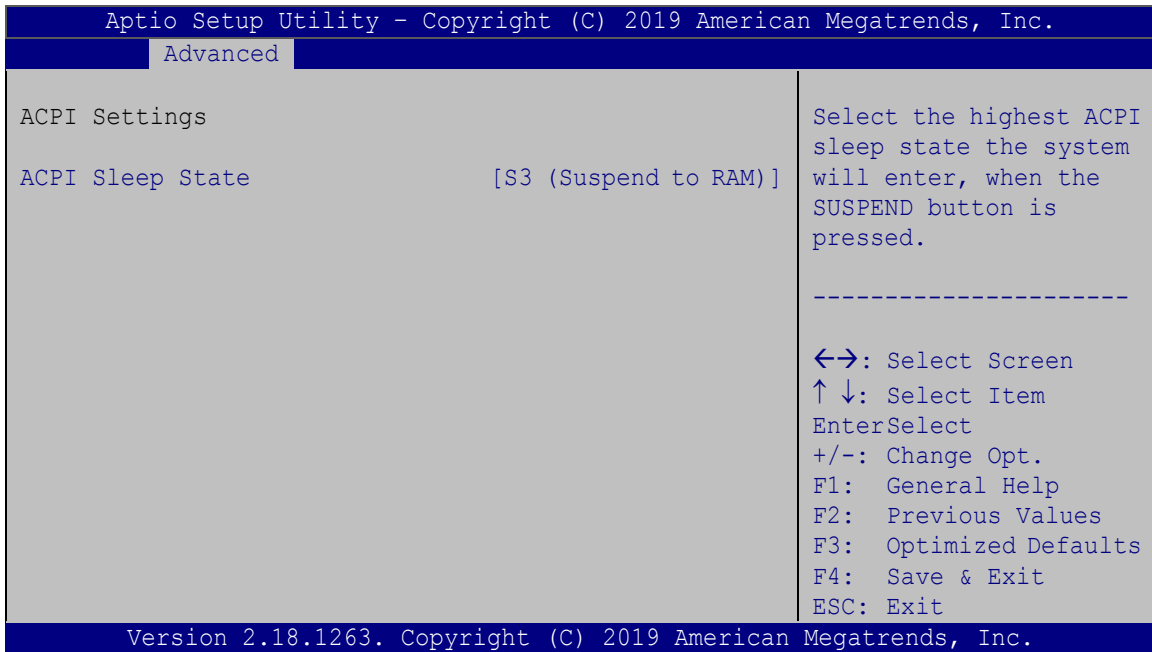 Aptio Setup Utility – Copyright (C) 2019 American Megatrends, Inc.
Advanced
ACPI Settings
ACPI Sleep State [S3 (Suspend to RAM)]
Select the highest ACPI
sleep state the system
will enter, when the
SUSPEND button is
pressed.
----------------------
←→: Select Screen
↑ ↓: Select Item
EnterSelect
+/-: Change Opt.
F1: General Help
F2: Previous Values
F3: Optimized Defaults
F4: Save & Exit
ESC: Exit
Version 2.18.1263. Copyright (C) 2019 American Megatrends, Inc.